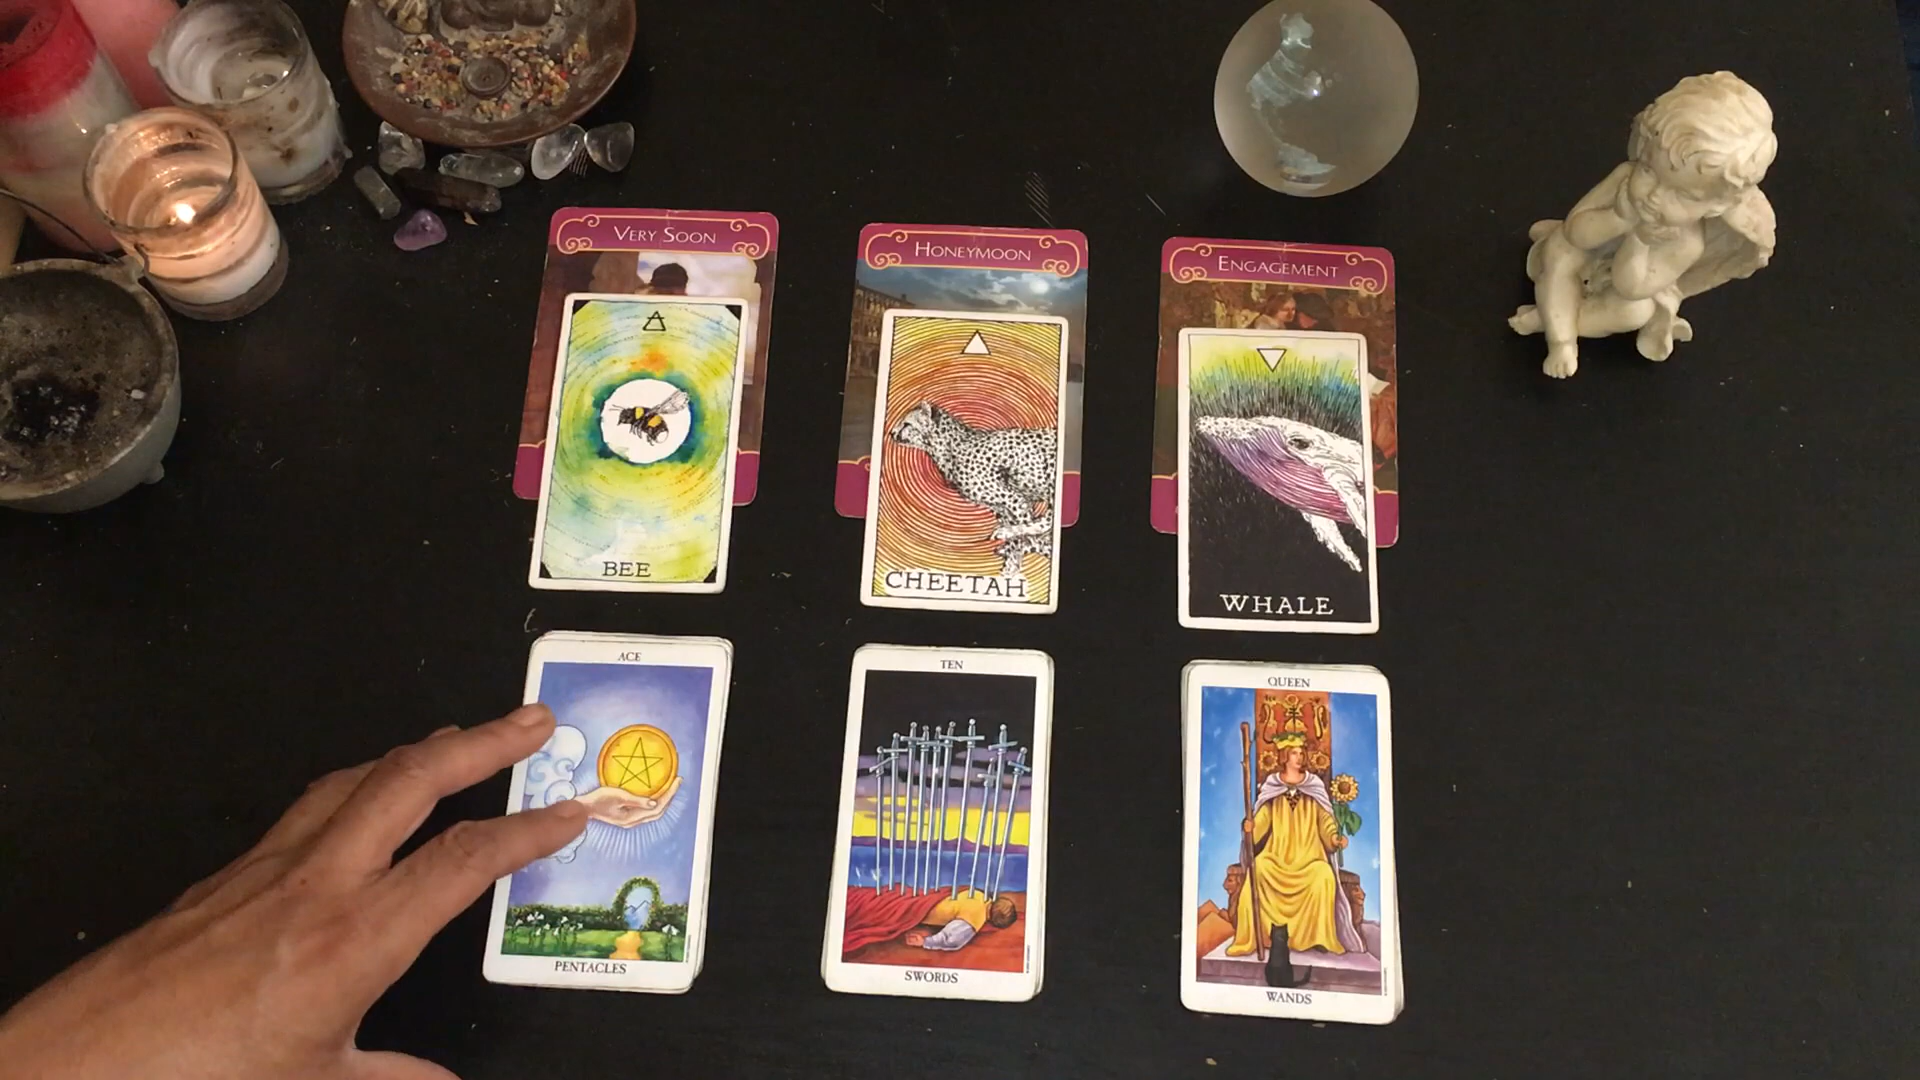 VERY SOON
HONEYMOON
ENGAGEMENT
BEE
CHEETAH
WHALE
ACE
PENTACLES
TEN
SWORDS
QUEEN
WANDS